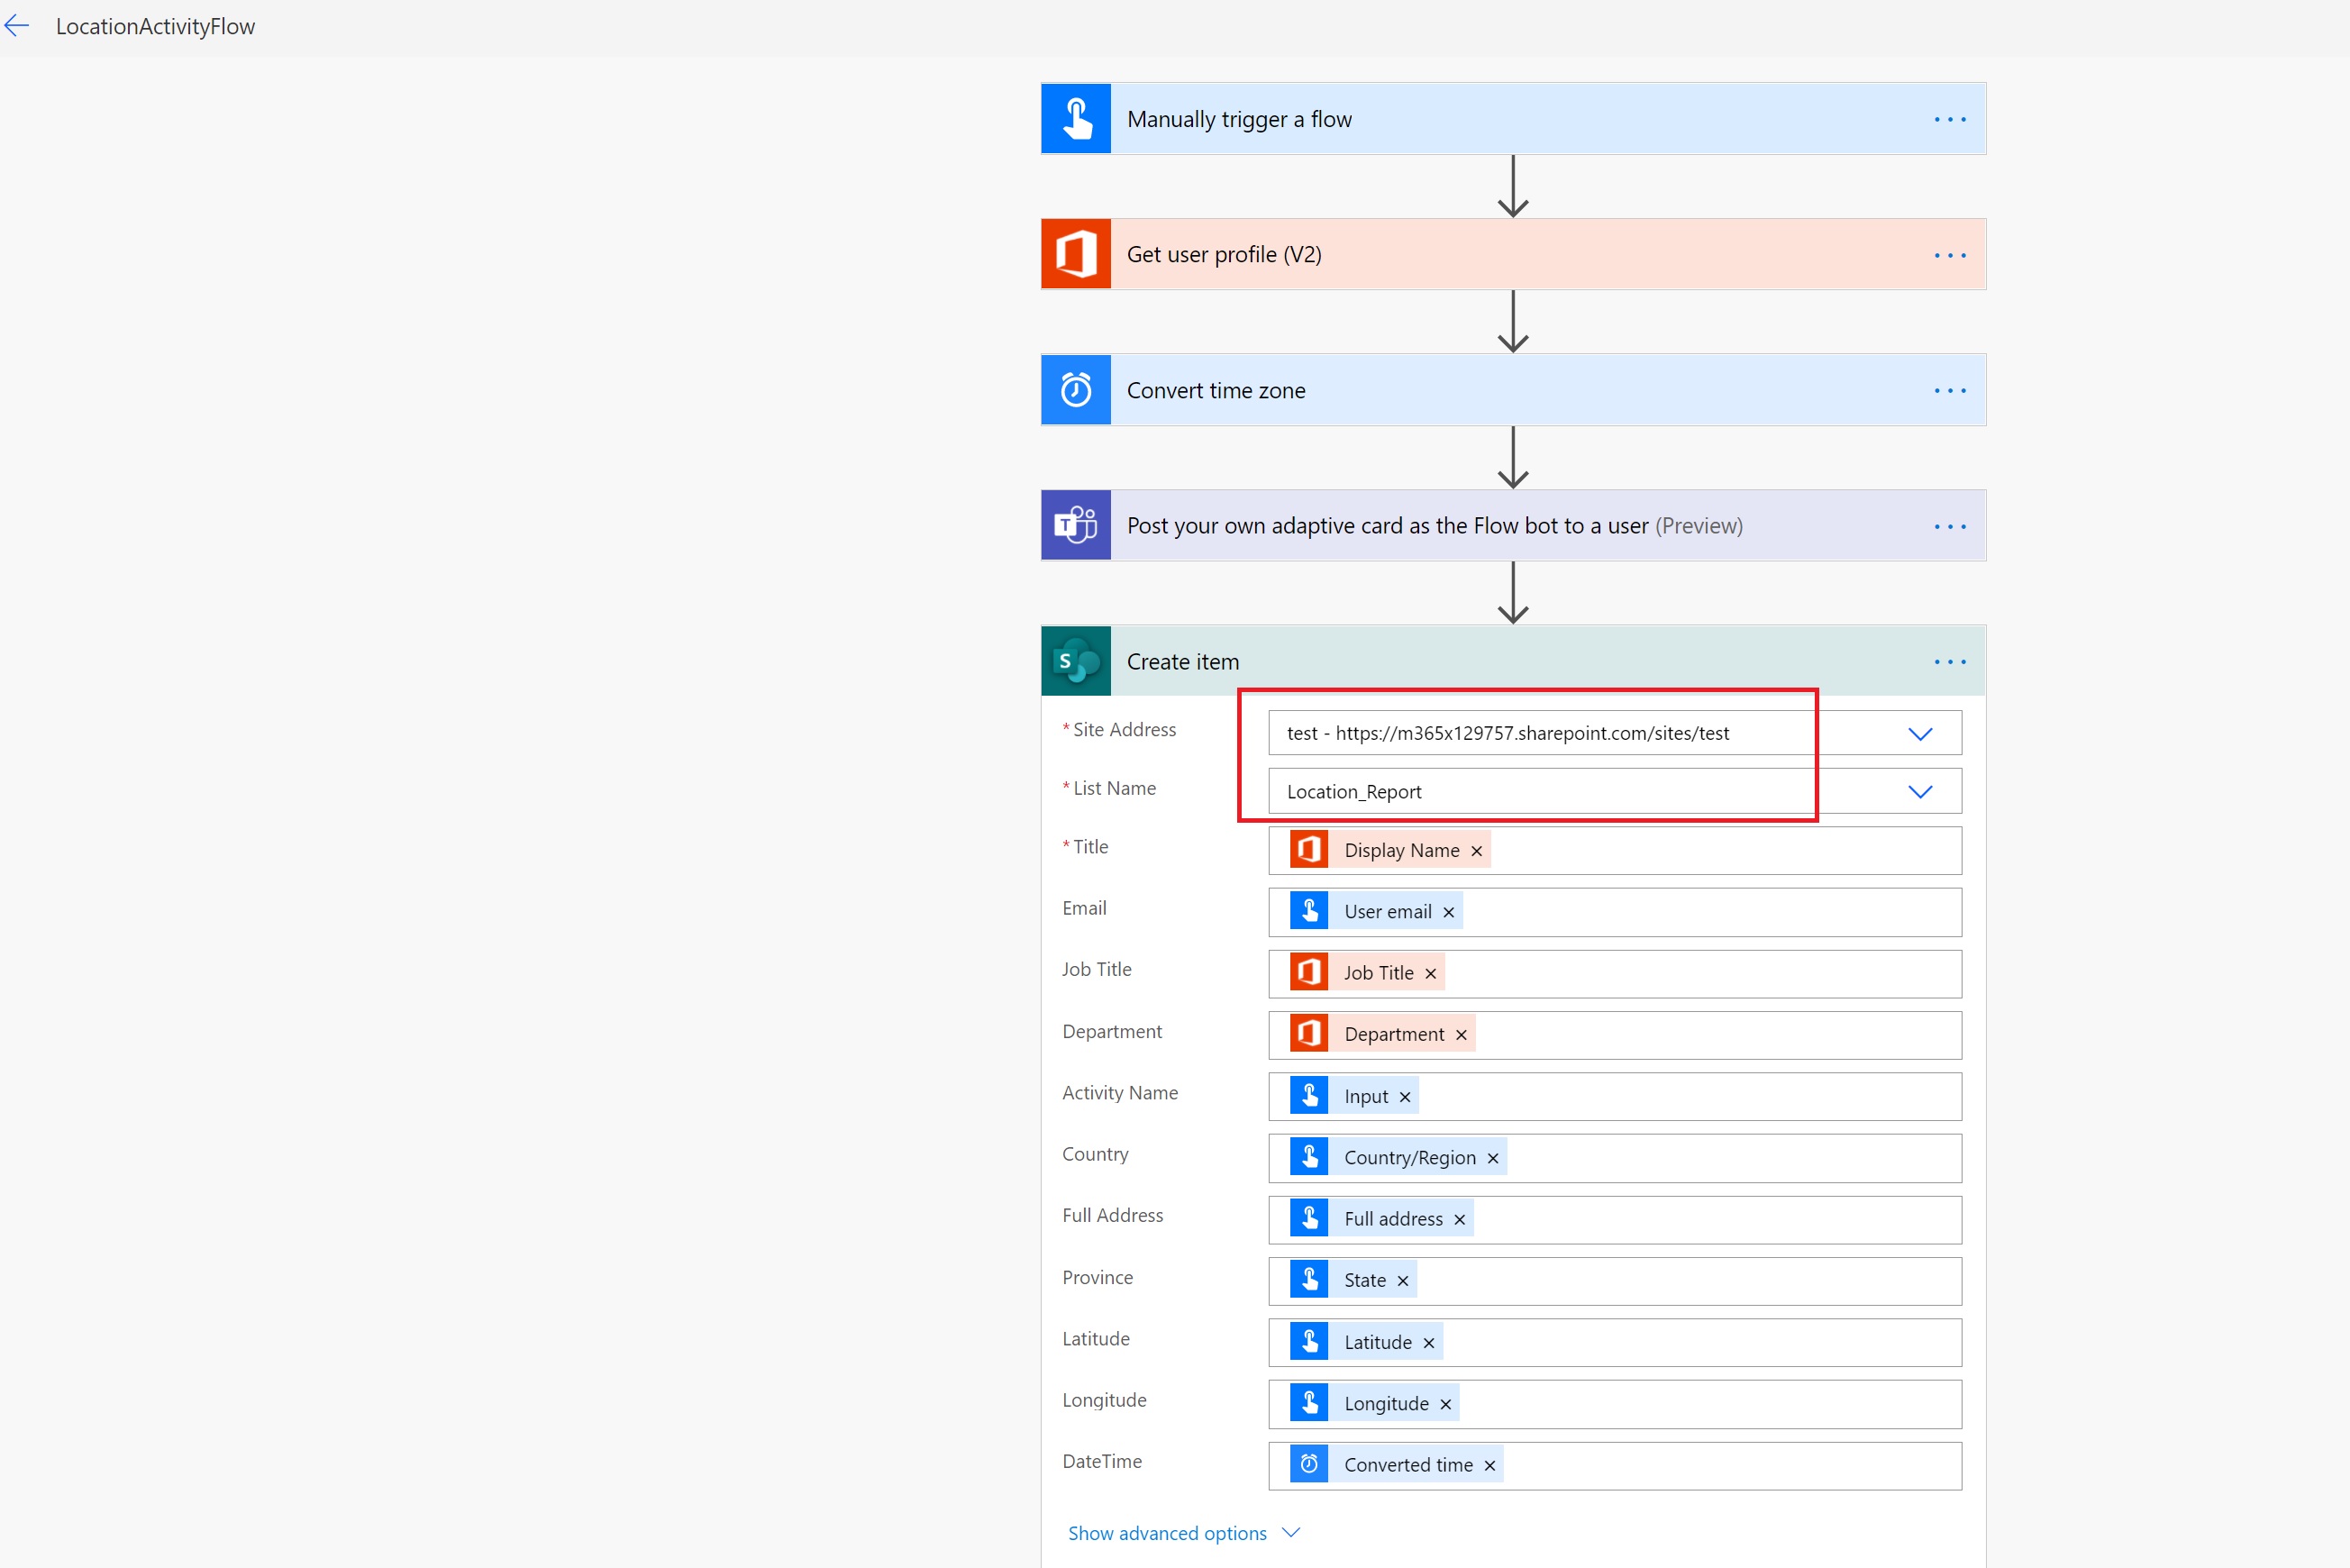 LocationActivityFlow
Manually trigger a flow
Get user profile (V2)
Convert time zone
T
Post your own adaptive card as the Flow bot to a user (Preview)
S
Create item
* Site Address
test - https://m365x129757.sharepoint.com/sites/test
* List Name
Location_Report
* Title
Display Name ×
Email
User email ×
Job Title
Job Title ×
Department
Department ×
Activity Name
Input ×
Country
Country/Region ×
Full Address
Full address ×
Province
State ×
Latitude
Latitude ×
Longitude
Longitude ×
DateTime
Converted time ×
Show advanced options